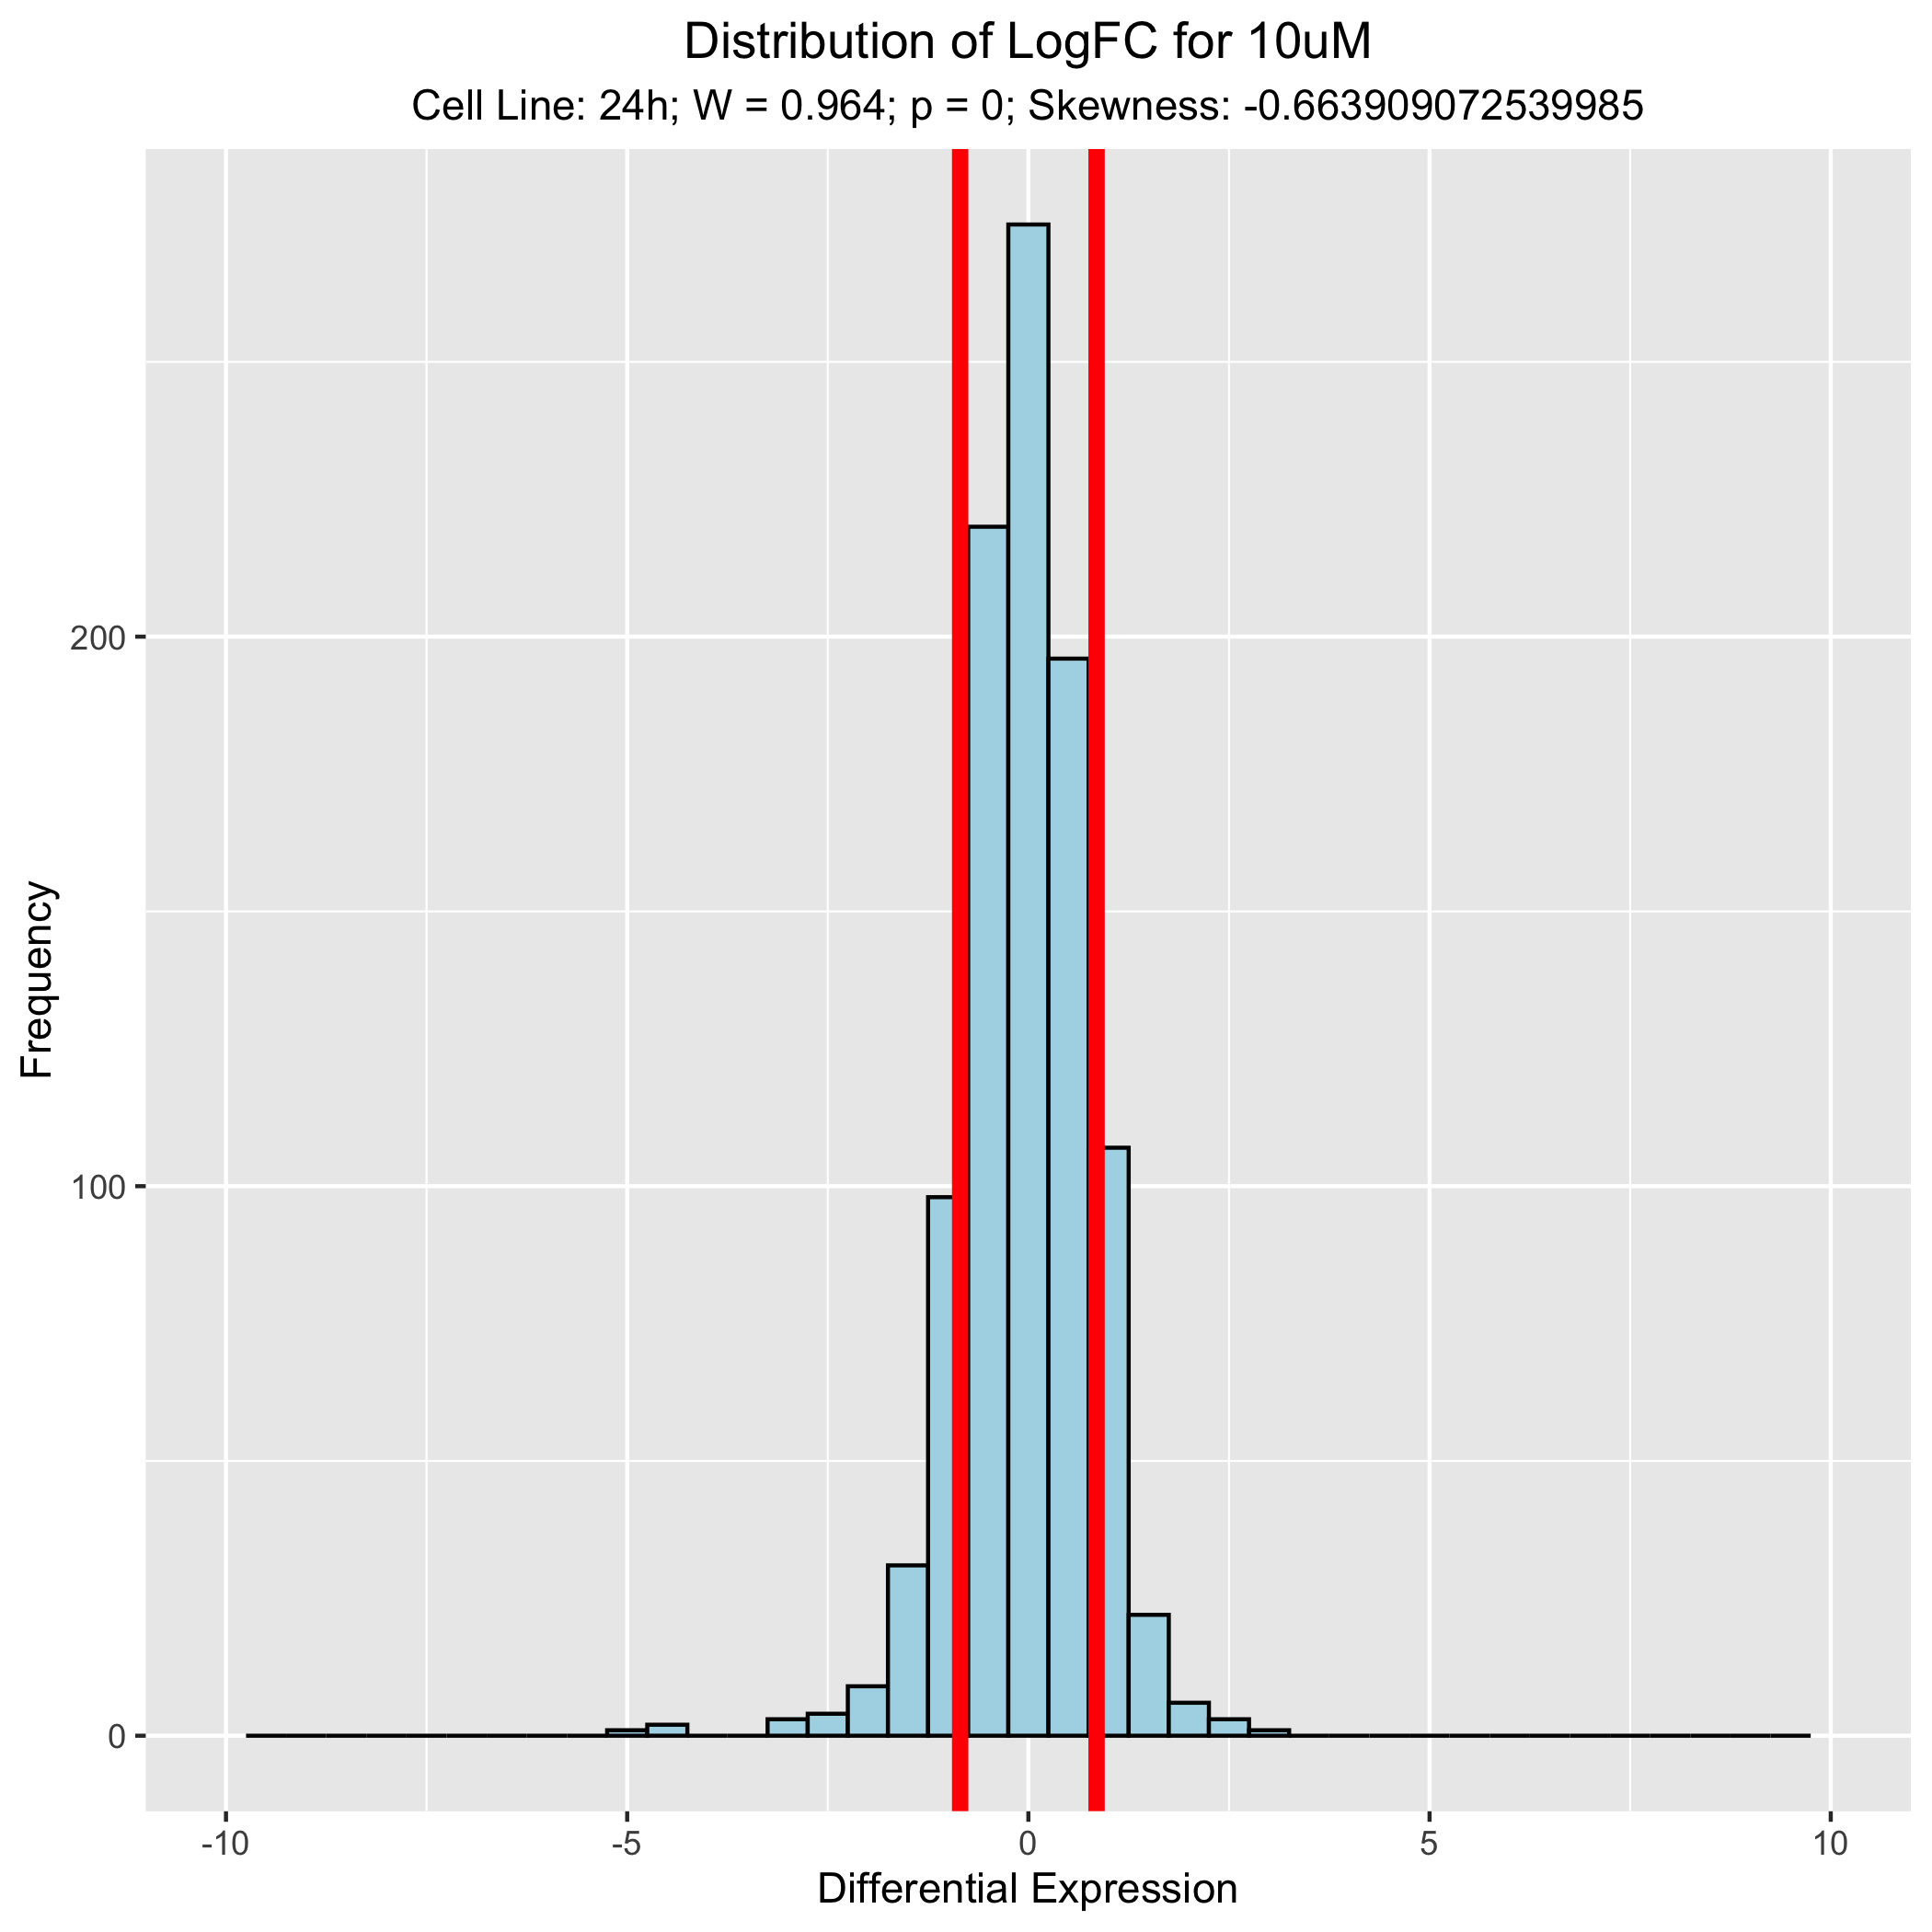 Distribution of LogFC for 10uM
Cell Line: 24h; W = 0.964; p = 0; Skewness: -0.663909072539985
Frequency
200
100
0
-10 -5 0 5 10
Differential Expression